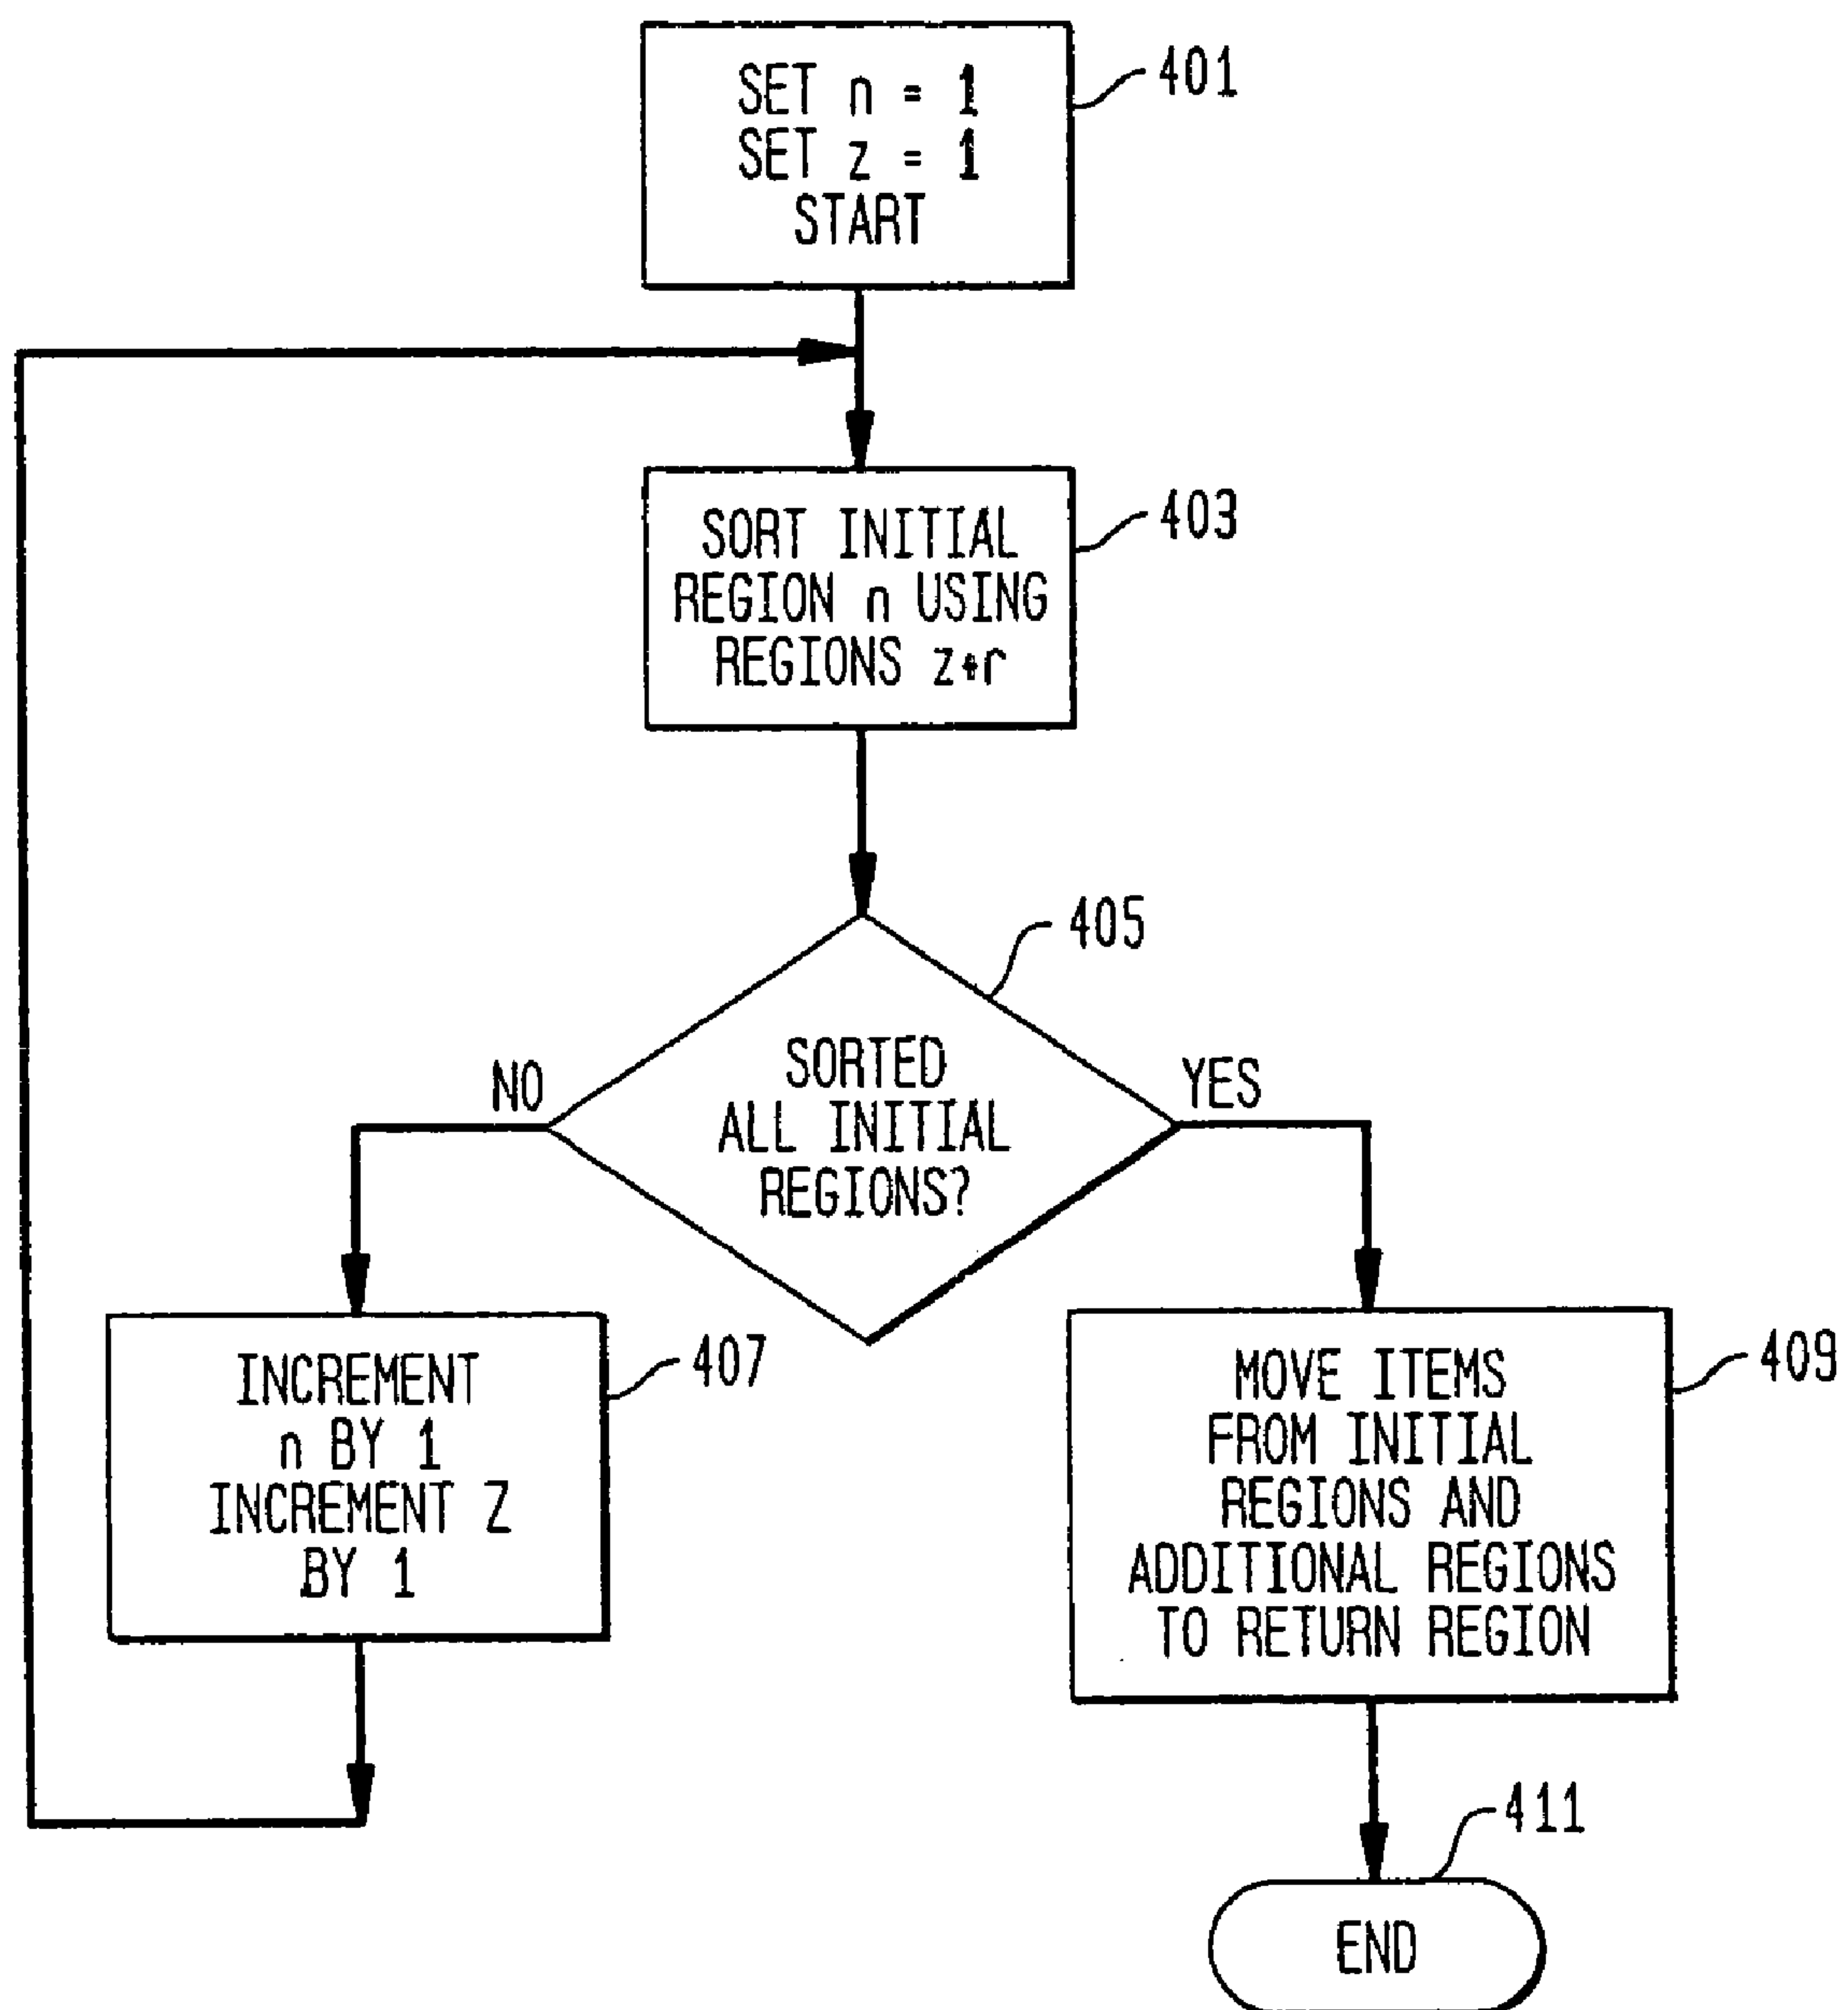 SET n = 1
SET z = 1
START
401
SORT INITIAL
REGION n USING
REGIONS z+r
403
405
SORTED
ALL INITIAL
REGIONS?
NO
YES
INCREMENT
n BY 1
INCREMENT Z
BY 1
407
MOVE ITEMS
FROM INITIAL
REGIONS AND
ADDITIONAL REGIONS
TO RETURN REGION
409
411
END